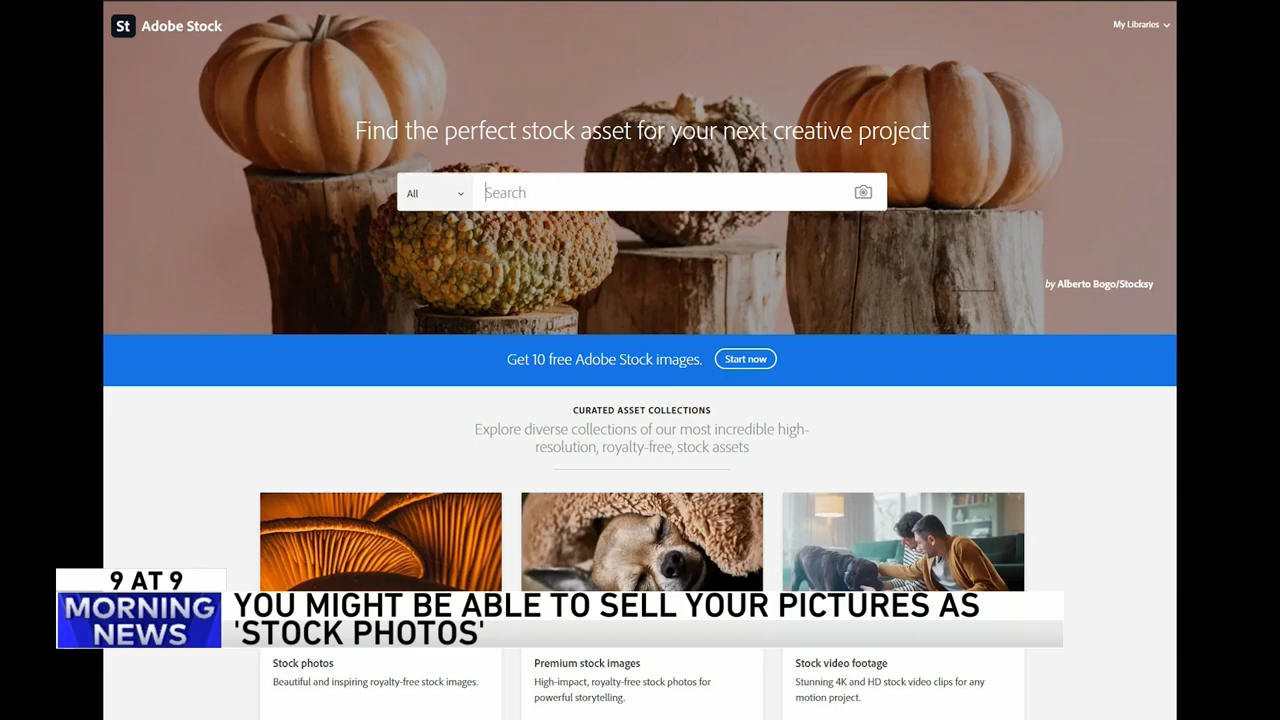 St Adobe Stock
My Libraries
Find the perfect stock asset for your next creative project
All
Search
by Alberto Bogo/Stocksy
Get 10 free Adobe Stock images.
Start now
CURATED ASSET COLLECTIONS
Explore diverse collections of our most incredible high-
resolution, royalty-free, stock assets
9 AT 9
MORNING
NEWS
YOU MIGHT BE ABLE TO SELL YOUR PICTURES AS
'STOCK PHOTOS'
Stock photos
Beautiful and inspiring royalty-free stock images.
Premium stock images
High-impact, royalty-free stock photos for
powerful storytelling.
Stock video footage
Stunning 4K and HD stock video clips for any
motion project.